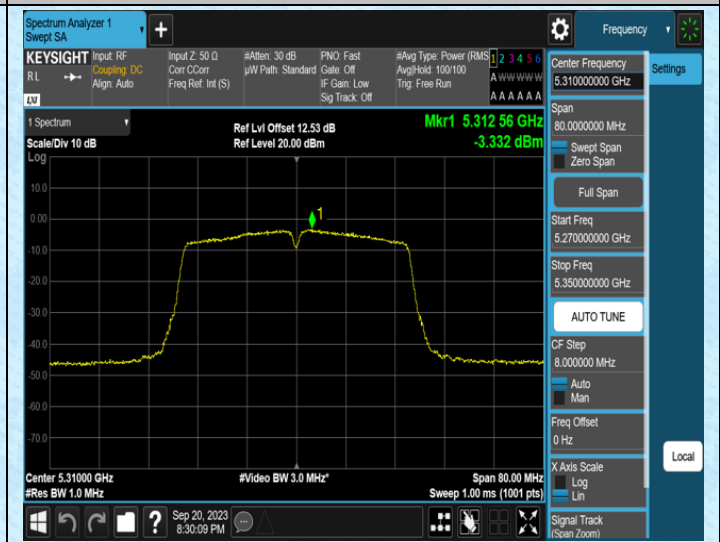 Spectrum Analyzer 1
Swept SA
Frequency
KEYSIGHT
RL
LXI
Input: RF
Coupling: DC
Align: Auto
Input Z: 50 Ω
Corr CCorr
Freq Ref: Int (S)
#Atten: 30 dB
µW Path: Standard
PNO: Fast
Gate: Off
IF Gain: Low
Sig Track: Off
#Avg Type: Power (RMS
Avg|Hold: 100/100
Trig: Free Run
1 2 3 4 5 6
A W W W W W
A A A A A A
1 Spectrum
Scale/Div 10 dB
Log
Ref Lvl Offset 12.53 dB
Ref Level 20.00 dBm
Mkr1 5.312 56 GHz
-3.332 dBm
10.0
0.00
-10.0
-20.0
-30.0
-40.0
-50.0
-60.0
-70.0
1
Center 5.31000 GHz
#Res BW 1.0 MHz
#Video BW 3.0 MHz*
Span 80.00 MHz
Sweep 1.00 ms (1001 pts)
?
Sep 20, 2023
8:30:09 PM
Center Frequency
5.310000000 GHz
Span
80.0000000 MHz
Swept Span
Zero Span
Full Span
Start Freq
5.270000000 GHz
Stop Freq
5.350000000 GHz
AUTO TUNE
CF Step
8.000000 MHz
Auto
Man
Freq Offset
0 Hz
X Axis Scale
Log
Lin
Signal Track
(Span Zoom)
Settings
Local